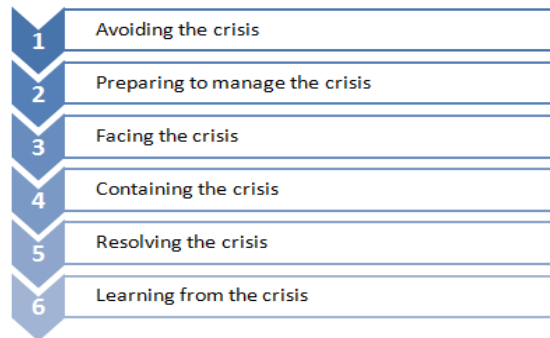 1 Avoiding the crisis
2 Preparing to manage the crisis
3 Facing the crisis
4 Containing the crisis
5 Resolving the crisis
6 Learning from the crisis